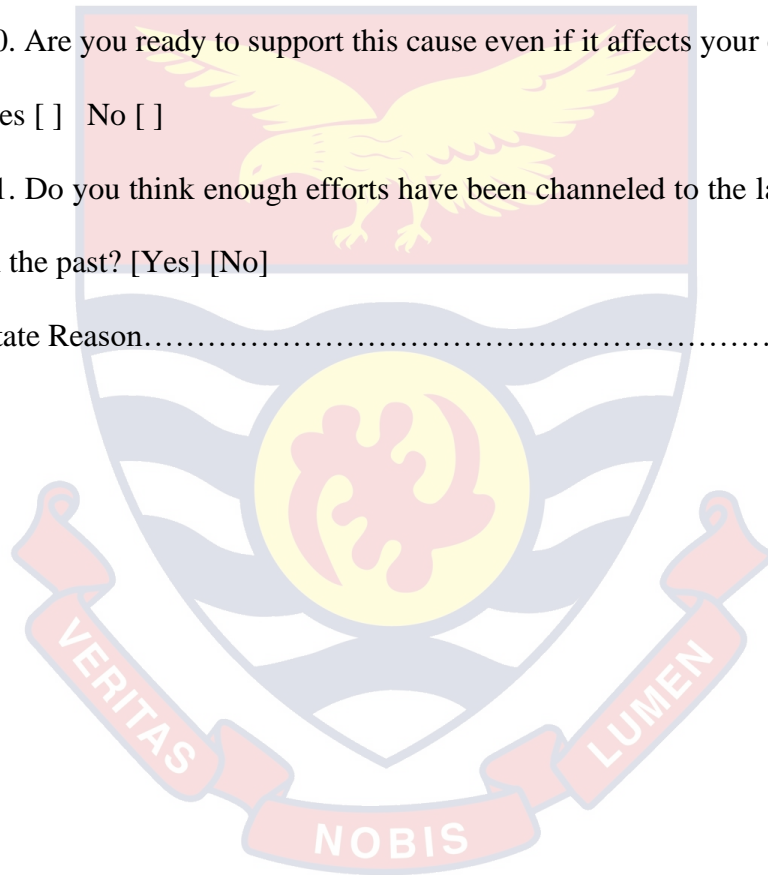 0. Are you ready to support this cause even if it affects your
es [ ] No [ ]
1. Do you think enough efforts have been channeled to the la
the past? [Yes] [No]
tate Reason……………………………………………………………
VERITAS
NOBIS
LUMEN